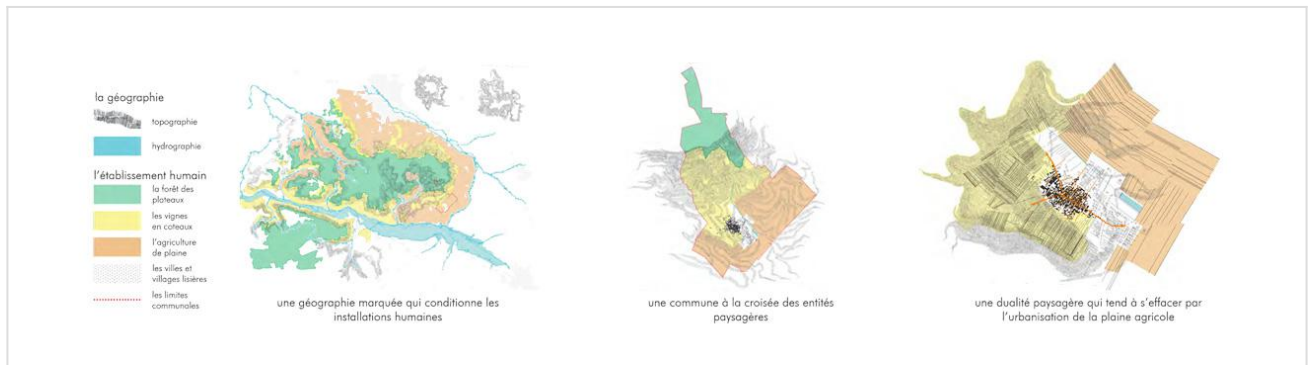 la géographie
topographie
hydrographie
l'établissement humain
la forêt des
plateaux
les vignes
en coteaux
l'agriculture
de plaine
les villes et
villages lisières
les limites
communales
une géographie marquée qui conditionne les
installations humaines
une commune à la croisée des entités
paysagères
une dualité paysagère qui tend à s'effacer par
l'urbanisation de la plaine agricole